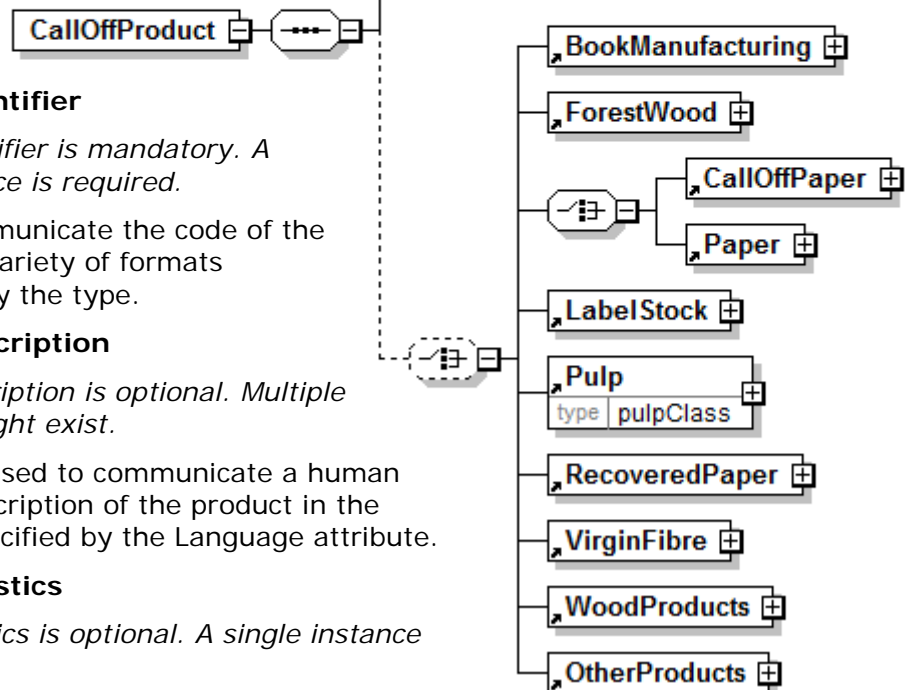 CallOffProduct
ntifier
ifier is mandatory. A
ce is required.
municate the code of the
ariety of formats
y the type.
cription
iption is optional. Multiple
ght exist.
sed to communicate a human
cription of the product in the
cified by the Language attribute.
stics
ics is optional. A single instance
BookManufacturing
ForestWood
CallOffPaper
Paper
LabelStock
Pulp
type pulpClass
RecoveredPaper
VirginFibre
WoodProducts
OtherProducts